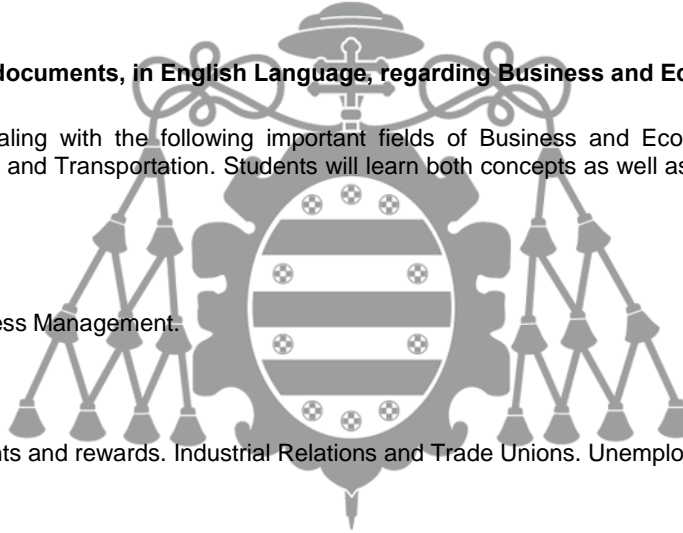 documents, in English Language, regarding Business and Ec
aling with the following important fields of Business and Eco
and Transportation. Students will learn both concepts as well as
ess Management.
nts and rewards. Industrial Relations and Trade Unions. Unemplo